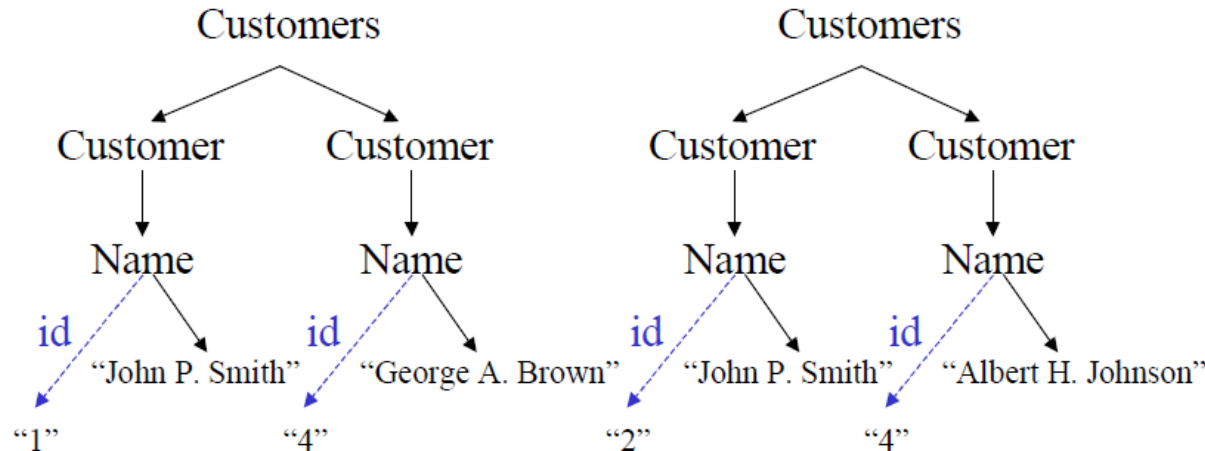 Customers Customers
Customer Customer Customer Customer
Name Name Name Name
id id id id
“John P. Smith” “George A. Brown” “John P. Smith” “Albert H. Johnson”
“1” “4” “2” “4”